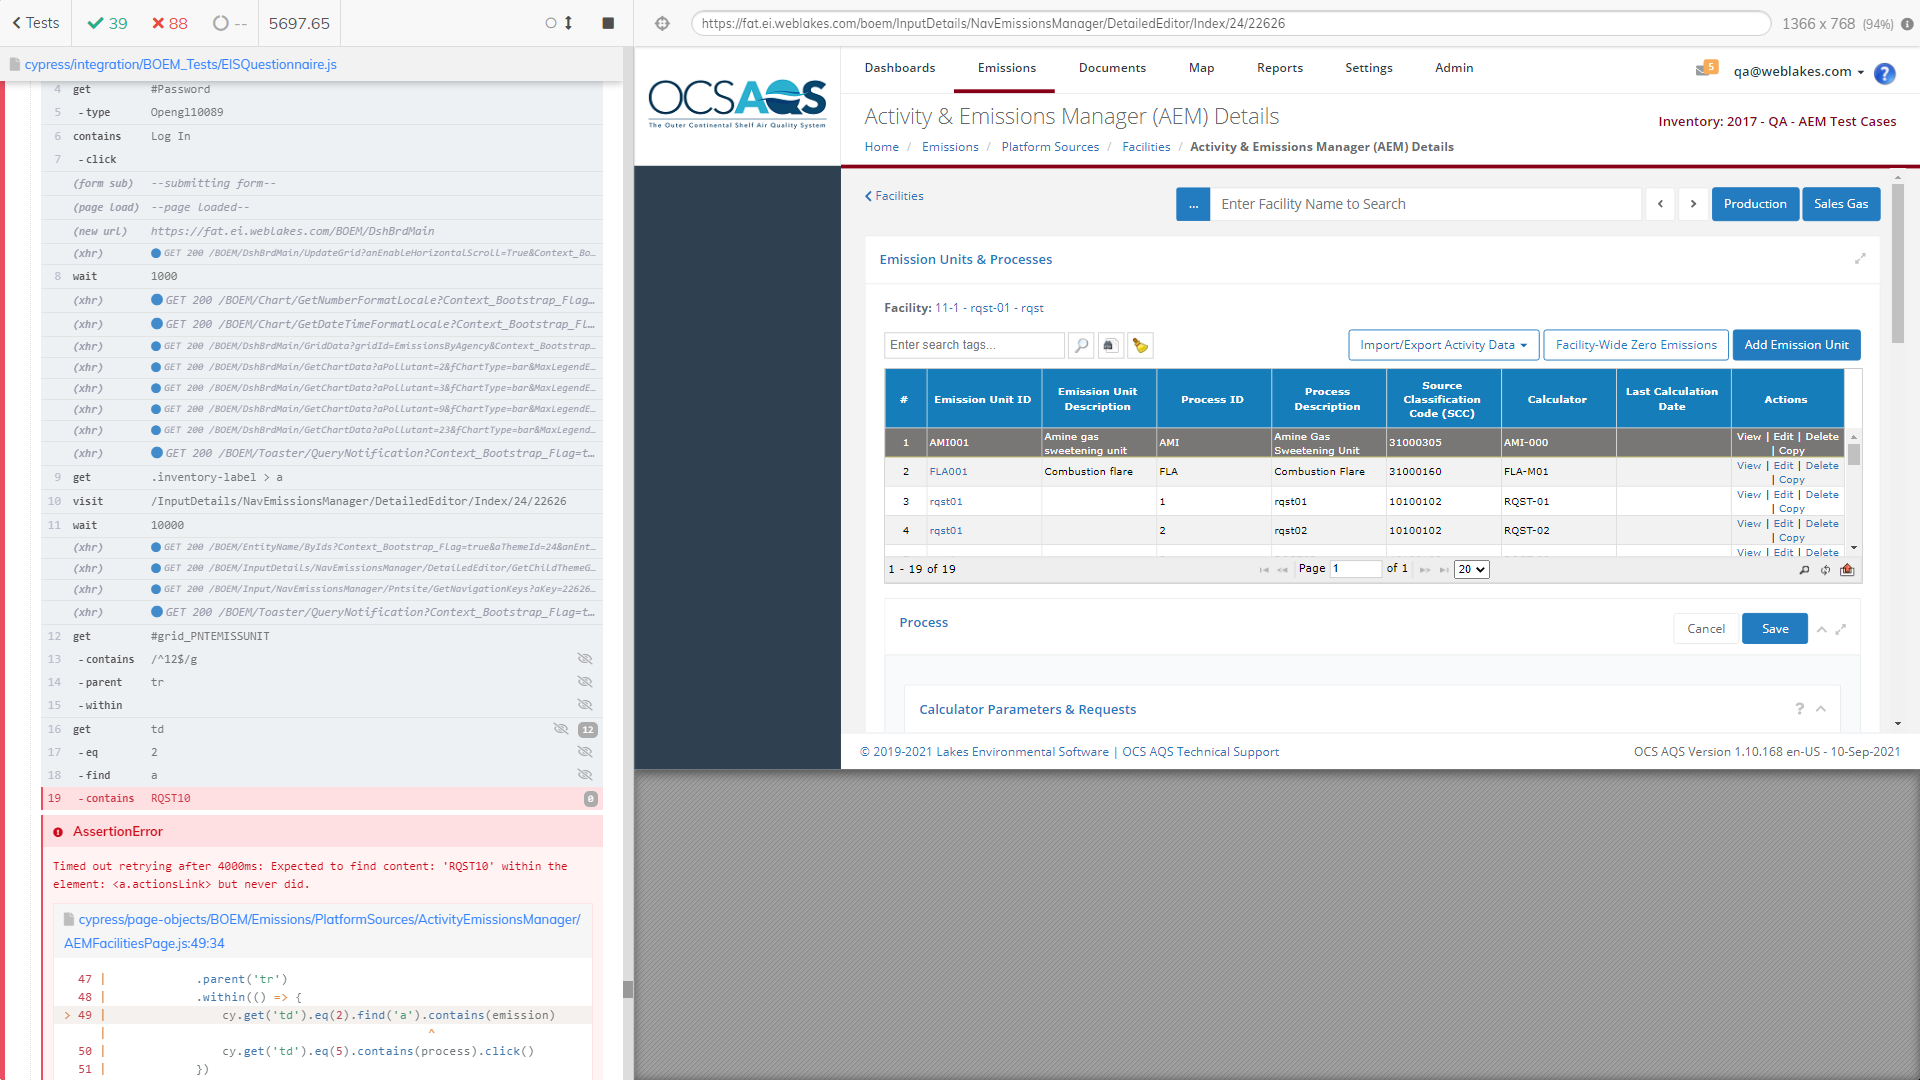 Tests
39
88
--
5697.65
cypress/integration/BOEM_Tests/EISQuestionnaire.js
4 get #Password
5 - type Opengl10089
6 contains Log In
7 - click
(form sub) --submitting form--
(page load) --page loaded--
(new url) https://fat.ei.weblakes.com/BOEM/DshBrdMain
(xhr) GET 200 /BOEM/DshBrdMain/UpdateGrid?anEnableHorizontalScroll=True&Context_Bo...
8 wait 1000
(xhr) GET 200 /BOEM/Chart/GetNumberFormatLocale?Context_Bootstrap_Flag...
(xhr) GET 200 /BOEM/Chart/GetDateTimeFormatLocale?Context_Bootstrap_Fl...
(xhr) GET 200 /BOEM/DshBrdMain/GridData?gridId=EmissionsByAgency&Context_Bootstrap...
(xhr) GET 200 /BOEM/DshBrdMain/GetChartData?aPollutant=2&fChartType=bar&MaxLegendE...
(xhr) GET 200 /BOEM/DshBrdMain/GetChartData?aPollutant=3&fChartType=bar&MaxLegendE...
(xhr) GET 200 /BOEM/DshBrdMain/GetChartData?aPollutant=9&fChartType=bar&MaxLegendE...
(xhr) GET 200 /BOEM/DshBrdMain/GetChartData?aPollutant=23&fChartType=bar&MaxLegend...
(xhr) GET 200 /BOEM/Toaster/QueryNotification?Context_Bootstrap_Flag=t...
9 get .inventory-label > a
10 visit /InputDetails/NavEmissionsManager/DetailedEditor/Index/24/22626
11 wait 10000
(xhr) GET 200 /BOEM/EntityName/ByIds?Context_Bootstrap_Flag=true&aThemeId=24&anEnt...
(xhr) GET 200 /BOEM/InputDetails/NavEmissionsManager/DetailedEditor/GetChildThemeG...
(xhr) GET 200 /BOEM/Input/NavEmissionsManager/Pntsite/GetNavigationKeys?aKey=22626...
(xhr) GET 200 /BOEM/Toaster/QueryNotification?Context_Bootstrap_Flag=t...
12 get #grid_PNTEMISSUNIT
13 - contains /^12$/g
14 - parent tr
15 - within
16 get td 12
17 - eq 2
18 - find a
19 - contains RQST10 0
AssertionError
Timed out retrying after 4000ms: Expected to find content: 'RQST10' within the
element: <a.actionsLink> but never did.
cypress/page-objects/BOEM/Emissions/PlatformSources/ActivityEmissionsManager/
AEMFacilitiesPage.js:49:34
47 | .parent('tr')
48 | .within(() => {
> 49 | cy.get('td').eq(2).find('a').contains(emission)
| ^
50 | cy.get('td').eq(5).contains(process).click()
51 | })
https://fat.ei.weblakes.com/boem/InputDetails/NavEmissionsManager/DetailedEditor/Index/24/22626
1366 x 768 (94%)
OCSAQS
The Outer Continental Shelf Air Quality System
Dashboards Emissions Documents Map Reports Settings Admin
5
qa@weblakes.com
?
Activity & Emissions Manager (AEM) Details
Inventory: 2017 - QA - AEM Test Cases
Home / Emissions / Platform Sources / Facilities / Activity & Emissions Manager (AEM) Details
Facilities
...
Enter Facility Name to Search
Production
Sales Gas
Emission Units & Processes
Facility: 11-1 - rqst-01 - rqst
Enter search tags...
Import/Export Activity Data
Facility-Wide Zero Emissions
Add Emission Unit
# Emission Unit ID Emission Unit Description Process ID Process Description Source Classification Code (SCC) Calculator Last Calculation Date Actions
1 AMI001 Amine gas sweetening unit AMI Amine Gas Sweetening Unit 31000305 AMI-000 View | Edit | Delete | Copy
2 FLA001 Combustion flare FLA Combustion Flare 31000160 FLA-M01 View | Edit | Delete | Copy
3 rqst01 1 rqst01 10100102 RQST-01 View | Edit | Delete | Copy
4 rqst01 2 rqst02 10100102 RQST-02 View | Edit | Delete | Copy
View | Edit | Delete
1 - 19 of 19
Page 1 of 1
20
Process
Cancel
Save
Calculator Parameters & Requests
?
© 2019-2021 Lakes Environmental Software | OCS AQS Technical Support
OCS AQS Version 1.10.168 en-US - 10-Sep-2021